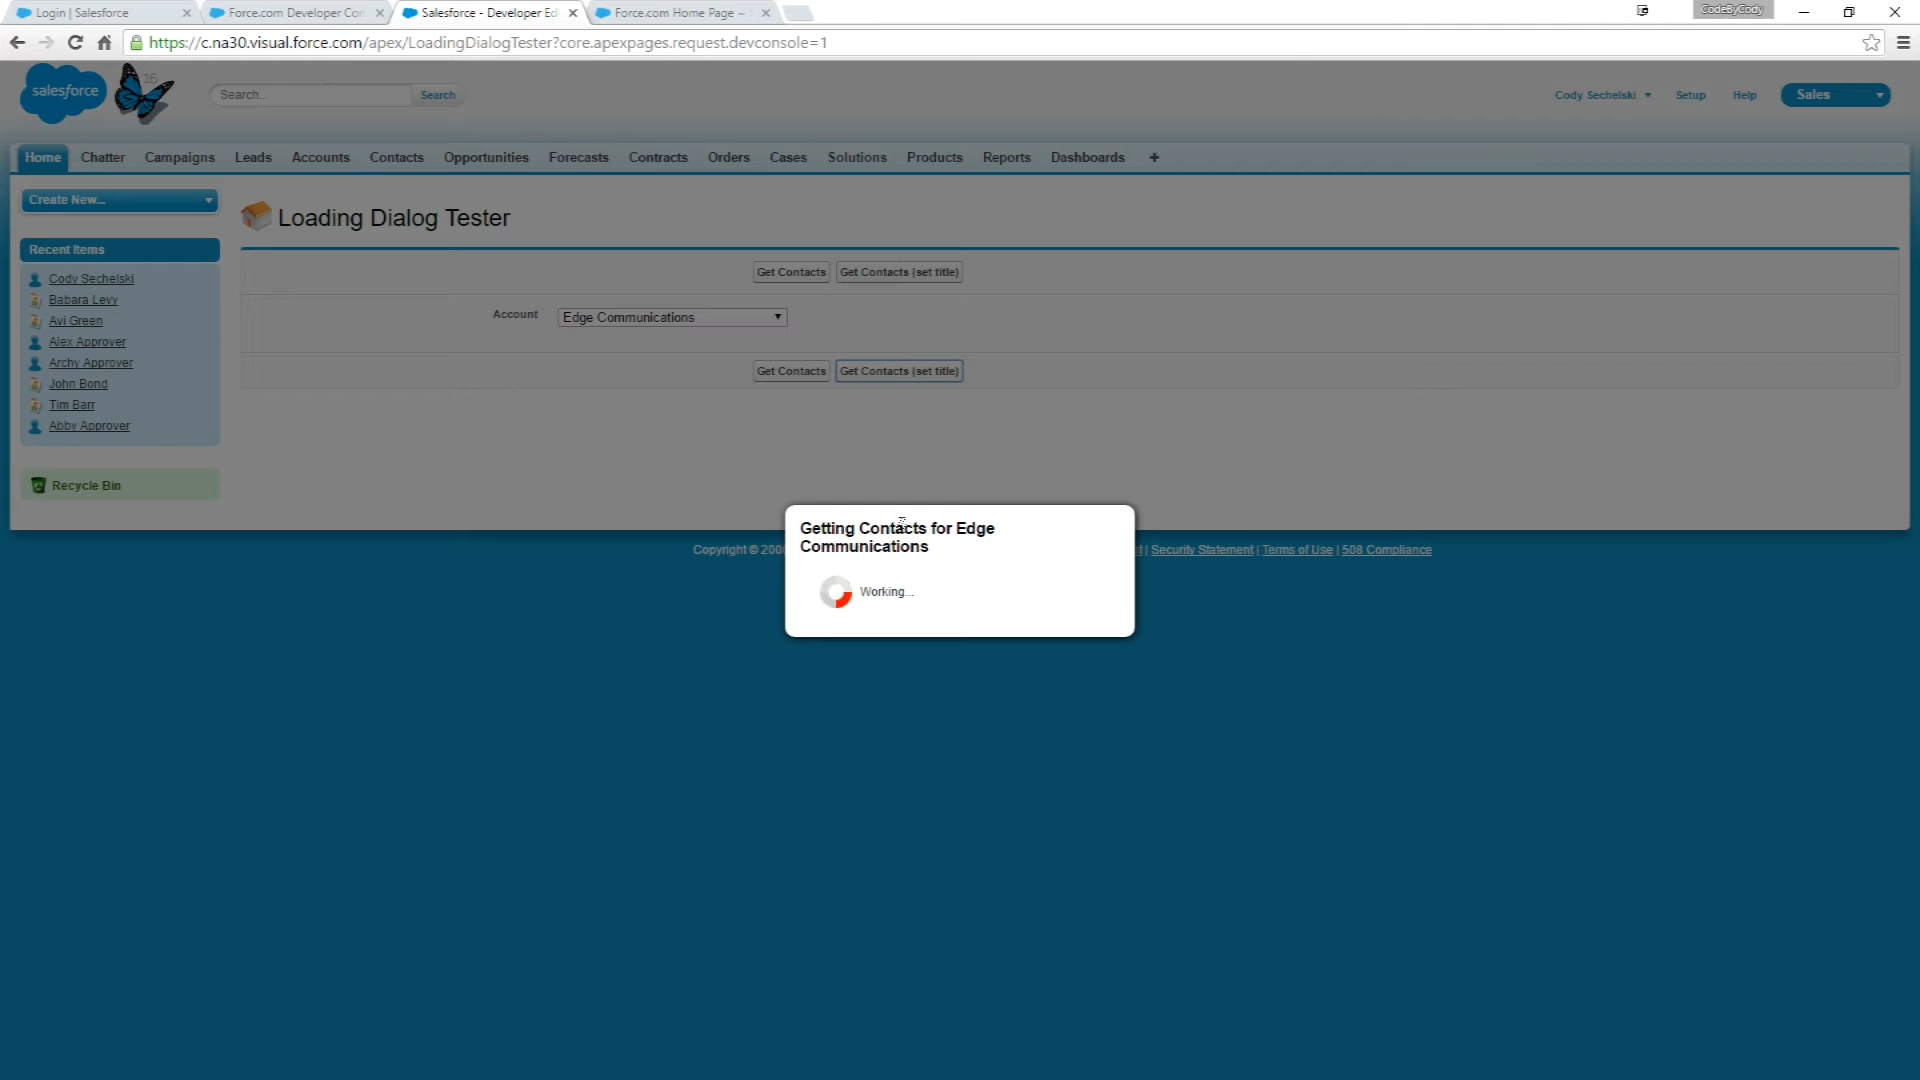 Login | Salesforce
Force.com Developer Con
Salesforce - Developer Ed
Force.com Home Page ~
CodeByCody
https://c.na30.visual.force.com/apex/LoadingDialogTester?core.apexpages.request.devconsole=1
salesforce
16
Search...
Search
Cody Sechelski
Setup
Help
Sales
Home
Chatter
Campaigns
Leads
Accounts
Contacts
Opportunities
Forecasts
Contracts
Orders
Cases
Solutions
Products
Reports
Dashboards
+
Create New...
Recent Items
Cody Sechelski
Babara Levy
Avi Green
Alex Approver
Archy Approver
John Bond
Tim Barr
Abby Approver
Recycle Bin
Loading Dialog Tester
Get Contacts
Get Contacts (set title)
Account
Edge Communications
Get Contacts
Get Contacts (set title)
Getting Contacts for Edge
Communications
Working...
Copyright © 200
| Security Statement | Terms of Use | 508 Compliance